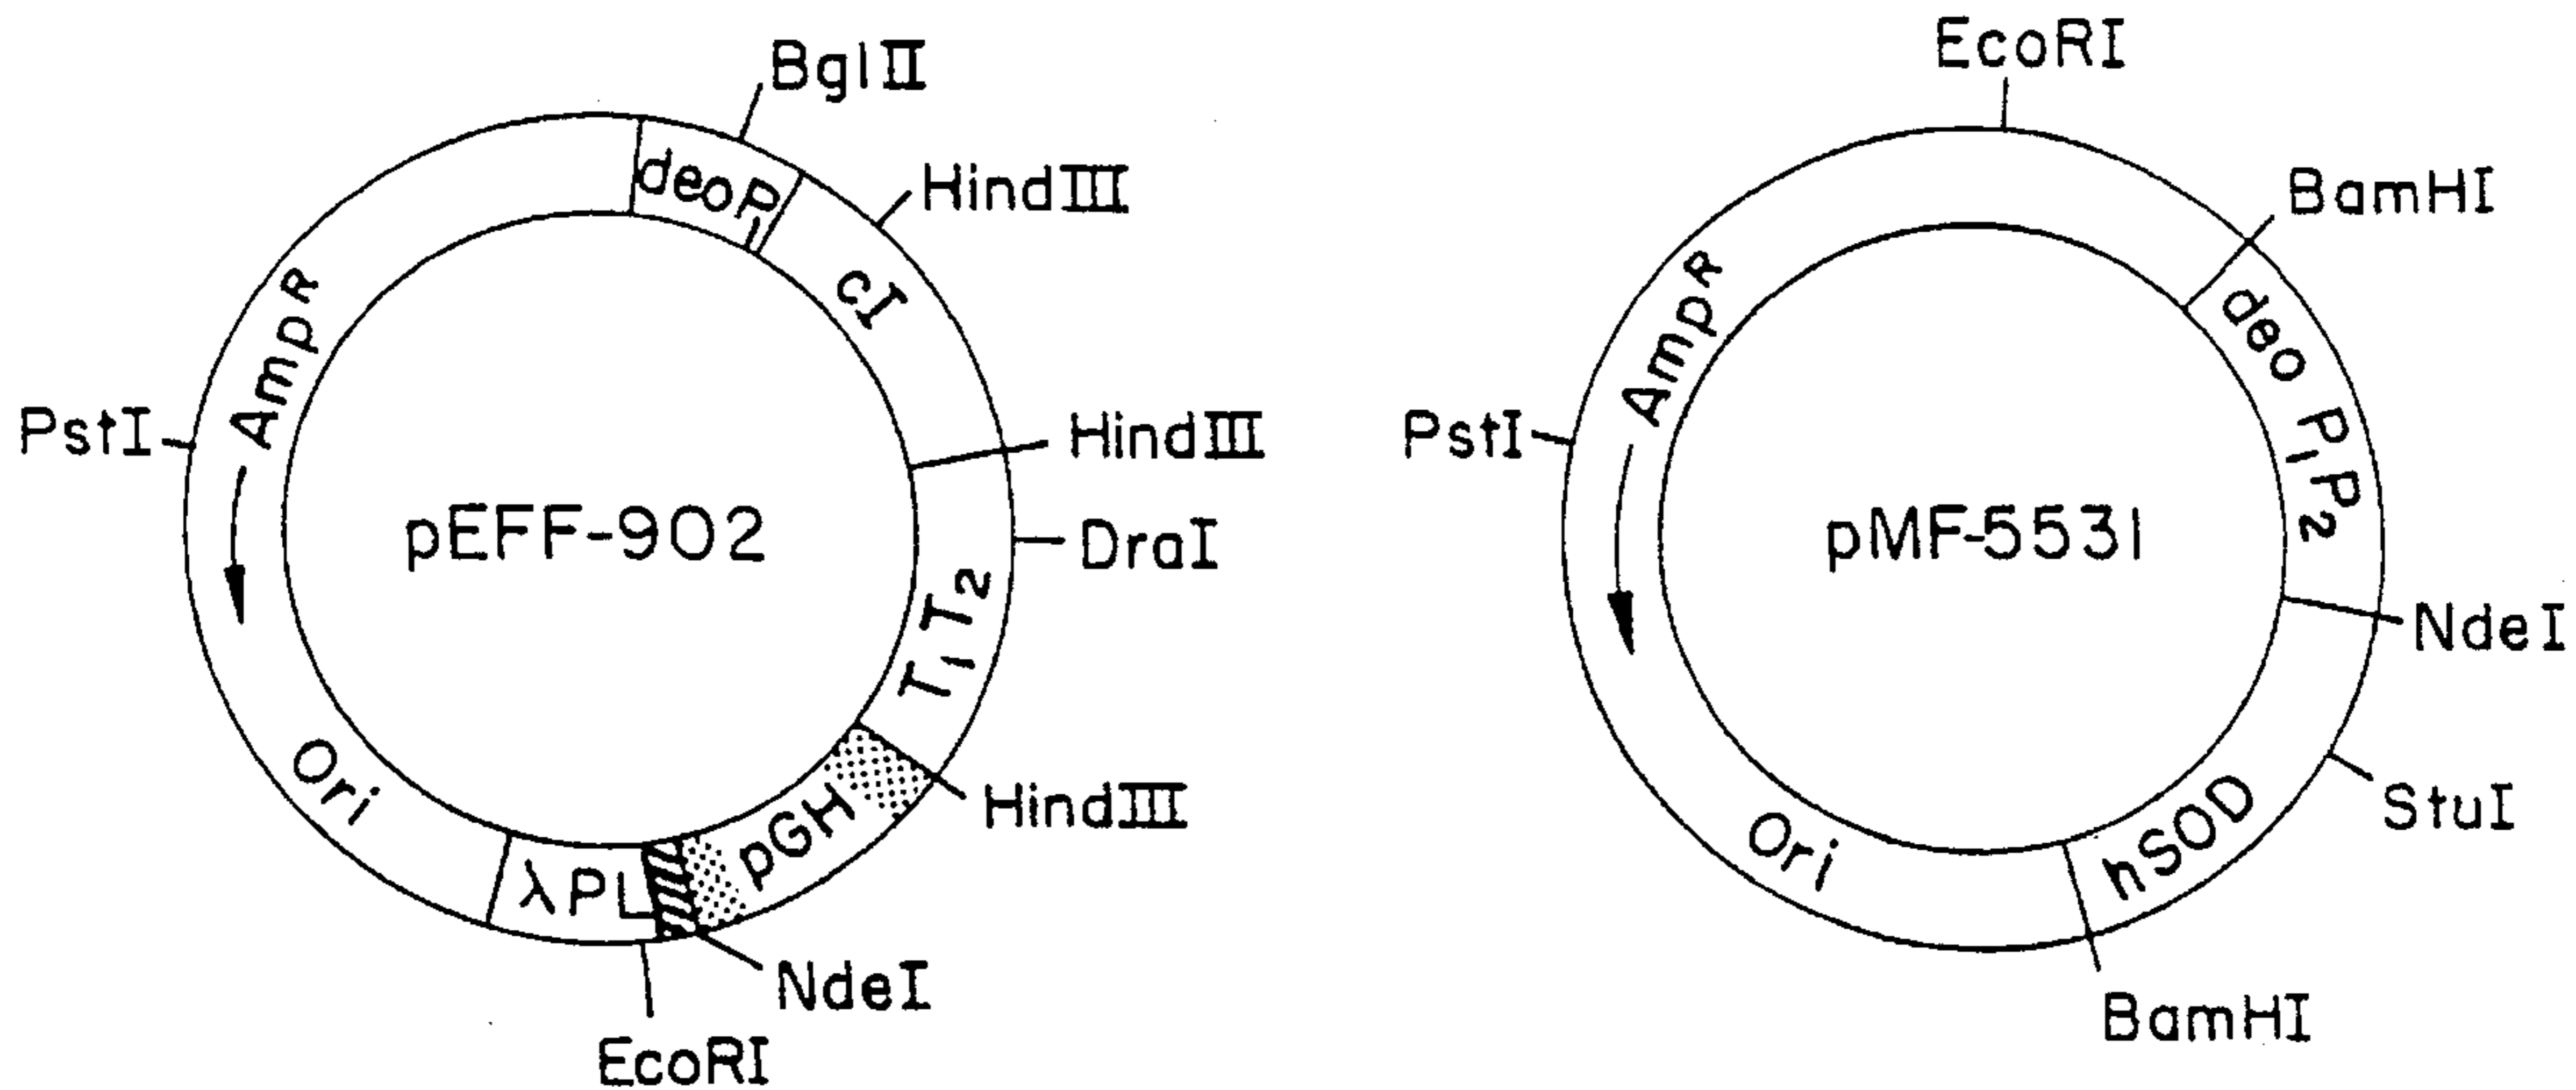 BglII
HindIII
deoP1
cI
AmpR
PstI
HindIII
pEFF-902
DraI
T1T2
HindIII
pGH
Ori
λPL
NdeI
EcoRI
EcoRI
BamHI
AmpR
deo P1P2
PstI
pMF-5531
NdeI
StuI
hSOD
Ori
BamHI